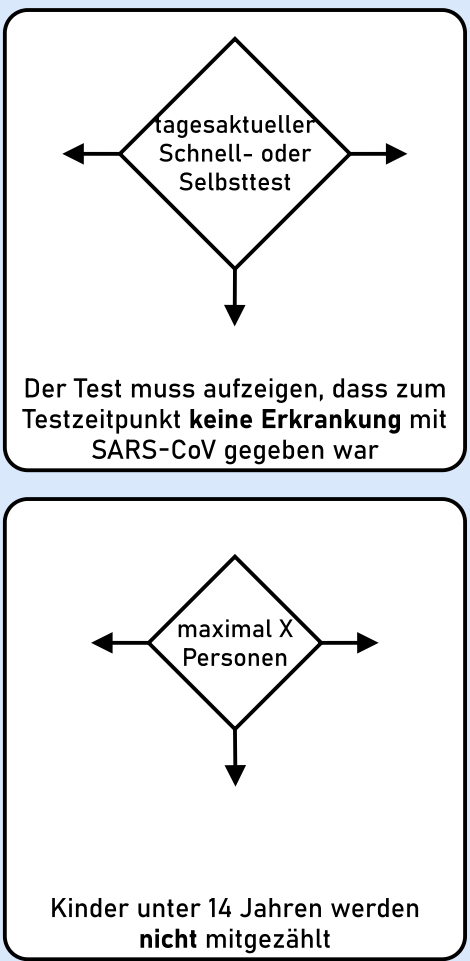 tagesaktueller
Schnell- oder
Selbsttest
Der Test muss aufzeigen, dass zum
Testzeitpunkt keine Erkrankung mit
SARS-CoV gegeben war
maximal X
Personen
Kinder unter 14 Jahren werden
nicht mitgezählt